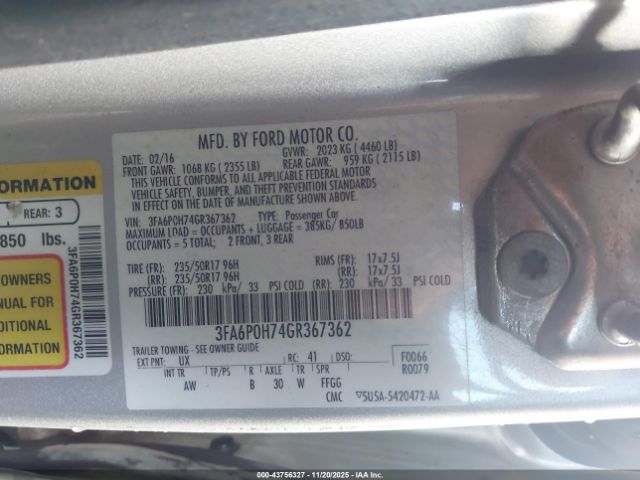 MFD. BY FORD MOTOR CO.
DATE: 02/16 GVWR: 2023 KG ( 4460 LB)
FRONT GAWR: 1068 KG ( 2355 LB) REAR GAWR: 959 KG ( 2115 LB)
THIS VEHICLE CONFORMS TO ALL APPLICABLE FEDERAL MOTOR
VEHICLE SAFETY, BUMPER, AND THEFT PREVENTION STANDARDS
IN EFFECT ON THE DATE OF MANUFACTURE SHOWN ABOVE.
VIN: 3FA6P0H74GR367362 TYPE: Passenger Car
MAXIMUM LOAD = OCCUPANTS + LUGGAGE = 385KG/ 850LB
OCCUPANTS = 5 TOTAL; 2 FRONT, 3 REAR
TIRE (FR): 235/50R17 96H RIMS (FR): 17x7.5J
(RR): 235/50R17 96H (RR): 17x7.5J
PRESSURE (FR): 230 kPa/ 33 PSI COLD (RR): 230 kPa/ 33 PSI COLD
3FA6P0H74GR367362
TRAILER TOWING - SEE OWNER GUIDE
EXT PNT: UX RC: 41 DSO: F0066
INT TR TP/PS R AXLE TR SPR R0079
AW B 30 W FFGG
CMC 5U5A-5420472-AA
FORMATION
REAR: 3
850 lbs.
OWNERS
NUAL FOR
DITIONAL
FORMATION
3FA6P0H74GR367362
0-43756327 - 11/20/2025 - IAA